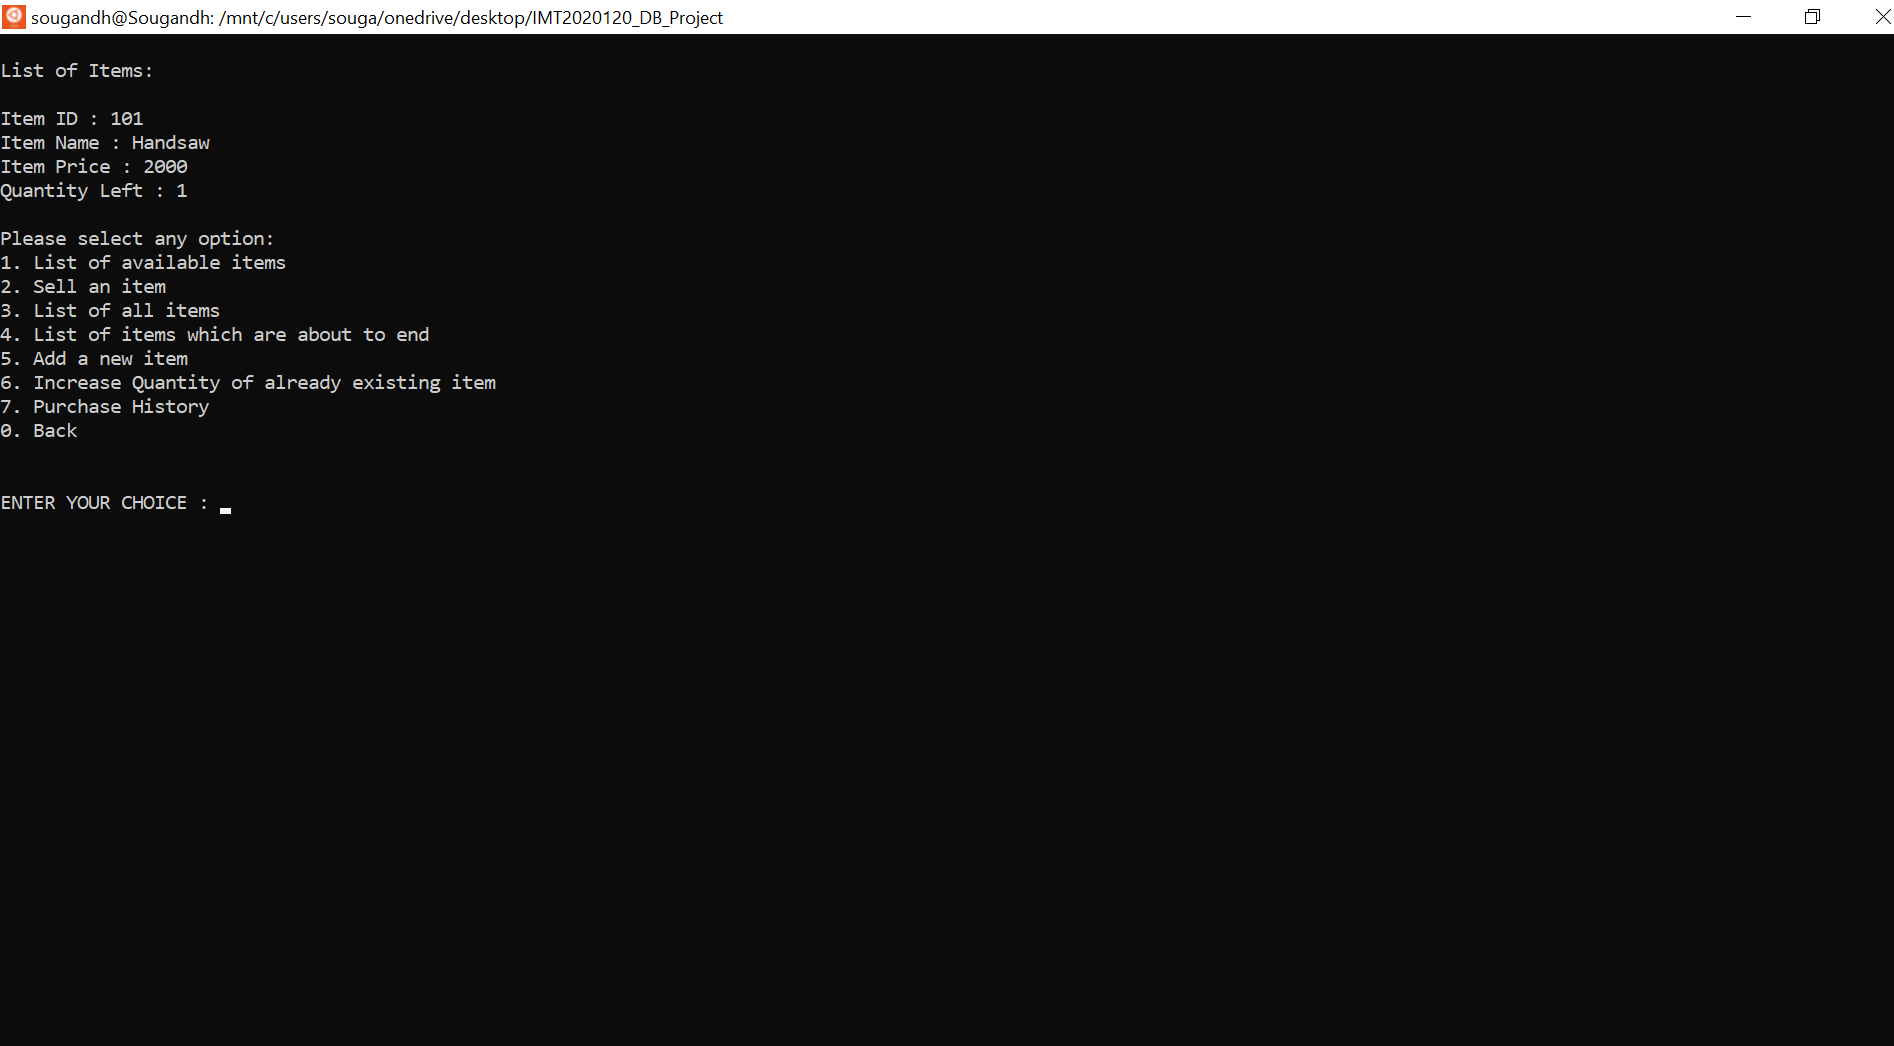 sougandh@Sougandh: /mnt/c/users/souga/onedrive/desktop/IMT2020120_DB_Project
List of Items:
Item ID : 101
Item Name : Handsaw
Item Price : 2000
Quantity Left : 1
Please select any option:
1. List of available items
2. Sell an item
3. List of all items
4. List of items which are about to end
5. Add a new item
6. Increase Quantity of already existing item
7. Purchase History
0. Back
ENTER YOUR CHOICE :